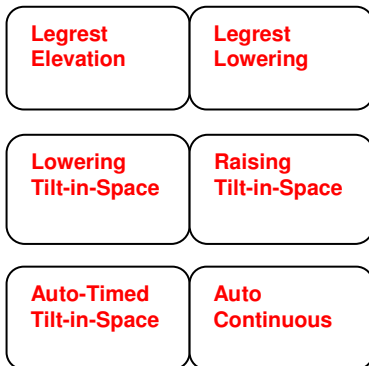 Legrest
Elevation
Legrest
Lowering
Lowering
Tilt-in-Space
Raising
Tilt-in-Space
Auto-Timed
Tilt-in-Space
Auto
Continuous